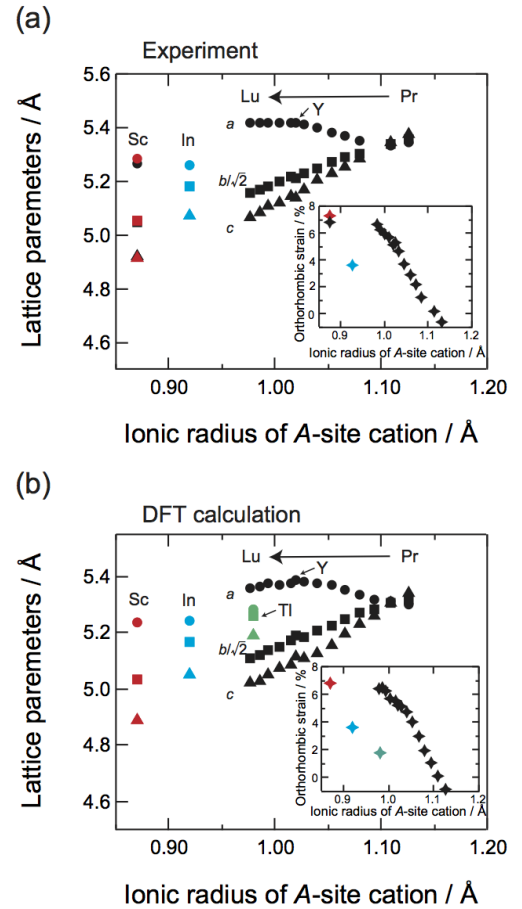 (a)
Experiment
Lattice paremeters / Å
5.6
5.4
5.2
5.0
4.8
4.6
Sc
In
Lu
Pr
Y
a
b/√2
c
Orthorhombic strain / %
8
6
4
2
0
0.9 1.0 1.1 1.2
Ionic radius of A-site cation / Å
0.90 1.00 1.10 1.20
Ionic radius of A-site cation / Å
(b)
DFT calculation
Lattice paremeters / Å
5.4
5.2
5.0
4.8
4.6
Sc
In
Lu
Pr
Y
a
Tl
b/√2
c
Orthorhombic strain / %
8
6
4
2
0
0.9 1.0 1.1 1.2
Ionic radius of A-site cation / Å
0.90 1.00 1.10 1.20
Ionic radius of A-site cation / Å